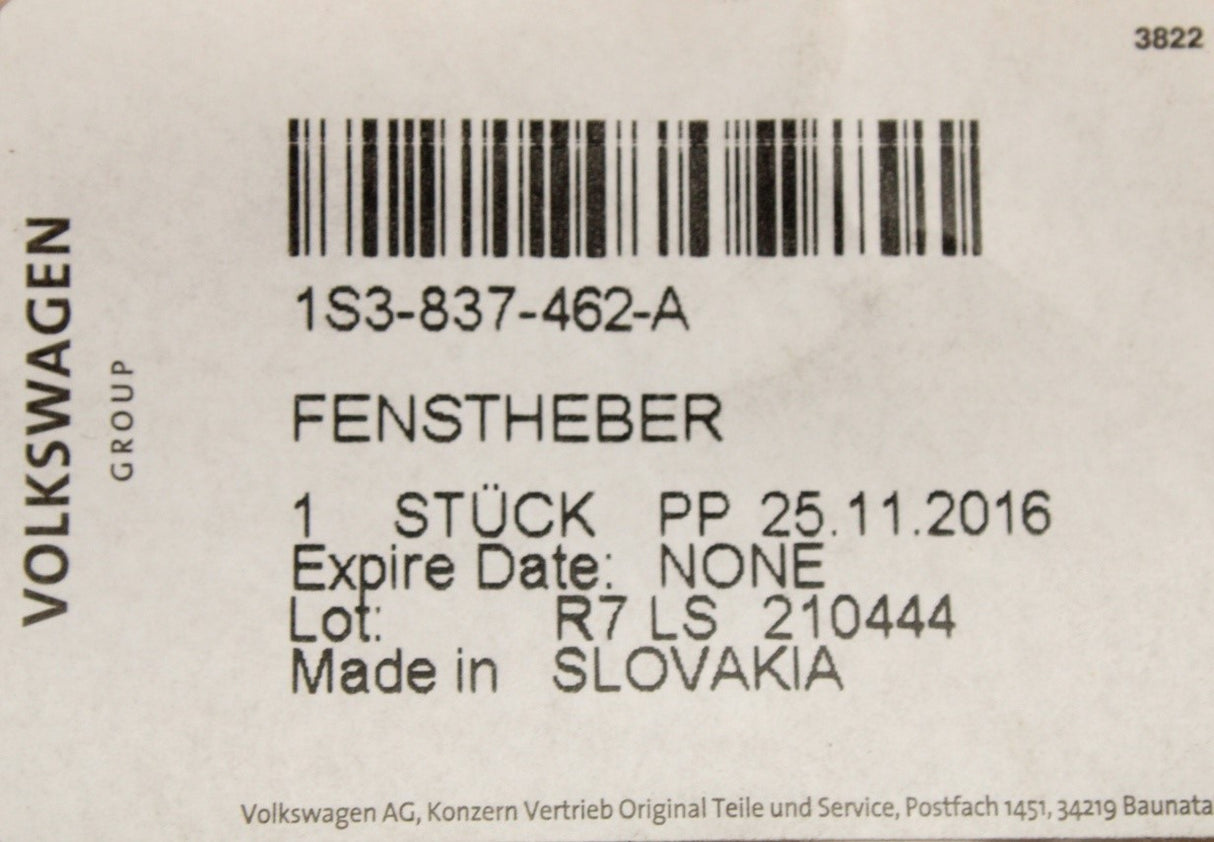 3822
VOLKSWAGEN
GROUP
1S3-837-462-A
FENSTHEBER
1 STÜCK PP 25.11.2016
Expire Date: NONE
Lot: R7 LS 210444
Made in SLOVAKIA
Volkswagen AG, Konzern Vertrieb Original Teile und Service, Postfach 1451, 34219 Baunata